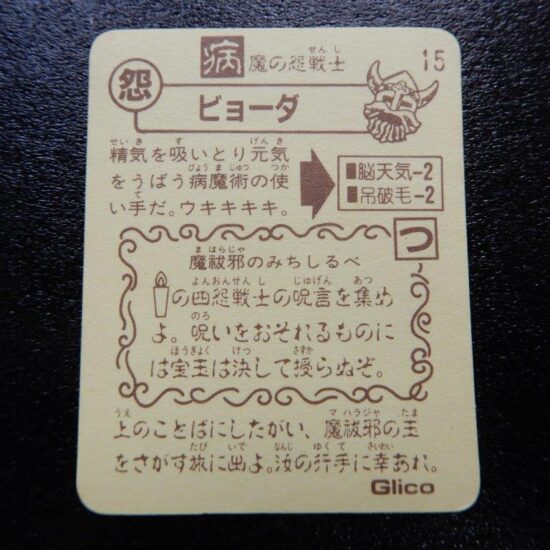 病魔の怨戦士 15
怨 ビョーダ
精気を吸いとり元気
をうばう病魔術の使
い手だ。ウキキキキ。
■脳天気-2
■吊破毛-2
つ
魔祓邪のみちしるべ
の四怨戦士の呪言を集め
よ。呪いをおそれるものに
は宝玉は決して授らぬぞ。
上のことばにしたがい、魔祓邪の玉
をさがす旅に出よ。汝の行手に幸あれ。
Glico